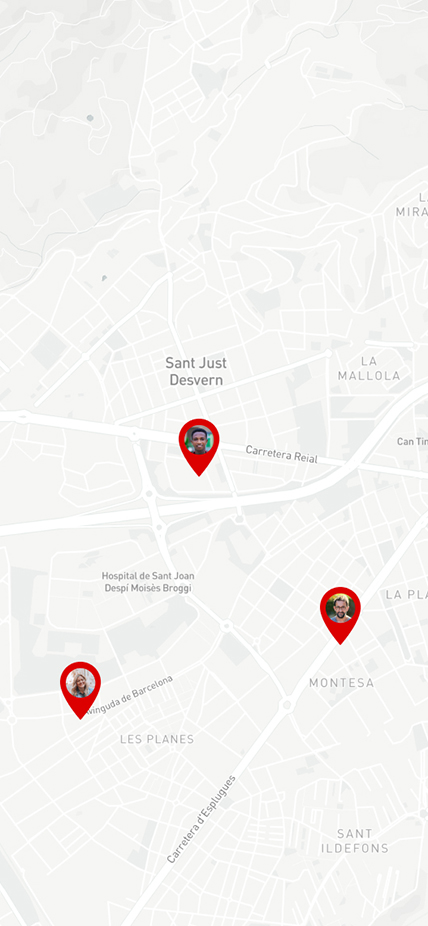 MIRA
Sant Just
Desvern
LA
MALLOLA
Carretera Reial
Can Tin
Hospital de Sant Joan
Despí Moisès Broggi
LA PLA
MONTESA
vinguda de Barcelona
LES PLANES
Carretera d'Esplugues
SANT
ILDEFONS